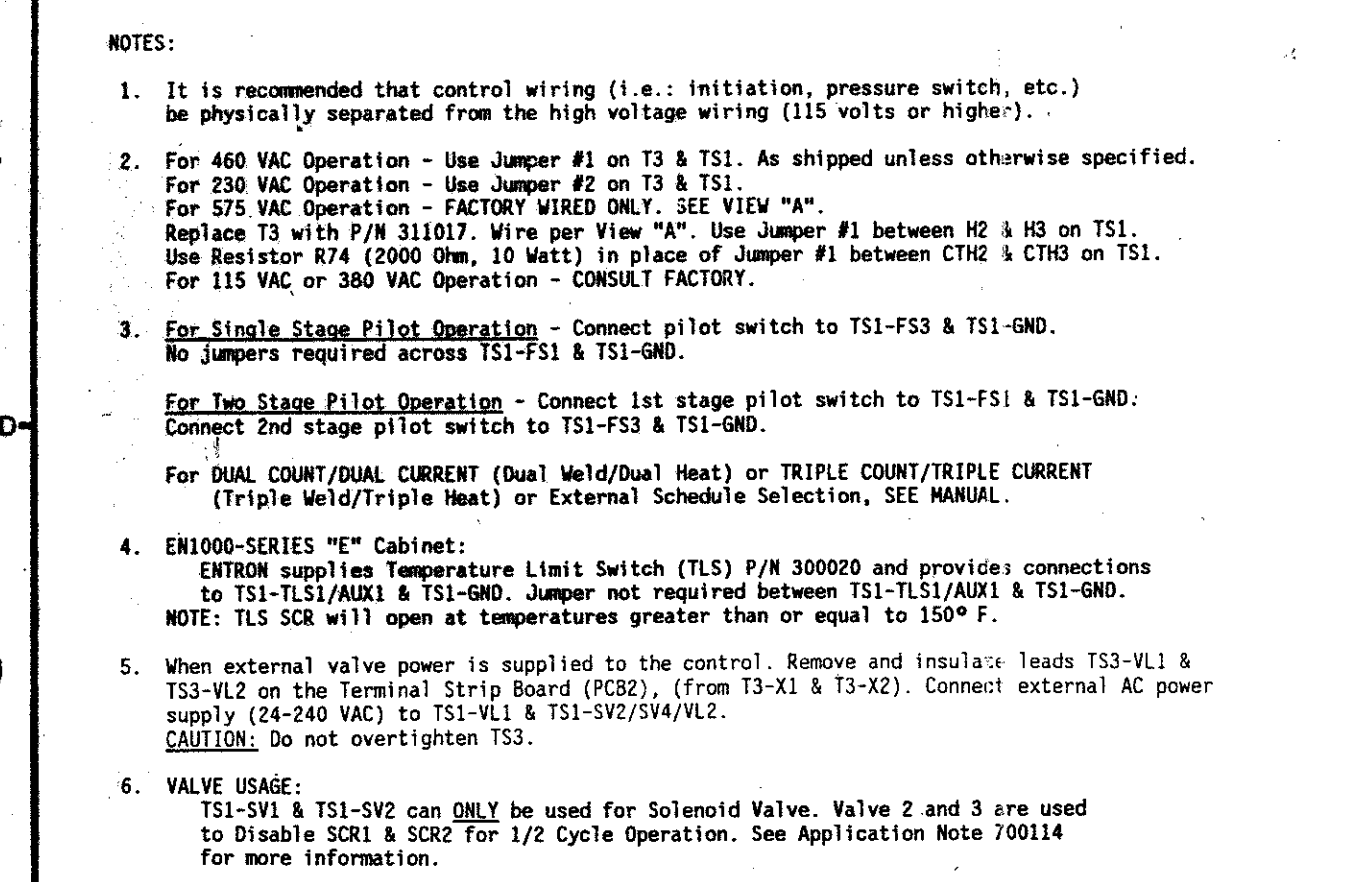 NOTES:
1. It is recommended that control wiring (i.e.: initiation, pressure switch, etc.)
be physically separated from the high voltage wiring (115 volts or higher).
2. For 460 VAC Operation - Use Jumper #1 on T3 & TS1. As shipped unless otherwise specified.
For 230 VAC Operation - Use Jumper #2 on T3 & TS1.
For 575 VAC Operation - FACTORY WIRED ONLY. SEE VIEW "A".
Replace T3 with P/N 311017. Wire per View "A". Use Jumper #1 between H2 & H3 on TS1.
Use Resistor R74 (2000 Ohm, 10 Watt) in place of Jumper #1 between CTH2 & CTH3 on TS1.
For 115 VAC or 380 VAC Operation - CONSULT FACTORY.
3. For Single Stage Pilot Operation - Connect pilot switch to TS1-FS3 & TS1-GND.
No jumpers required across TS1-FS1 & TS1-GND.
For Two Stage Pilot Operation - Connect 1st stage pilot switch to TS1-FS1 & TS1-GND.
D
Connect 2nd stage pilot switch to TS1-FS3 & TS1-GND.
For DUAL COUNT/DUAL CURRENT (Dual Weld/Dual Heat) or TRIPLE COUNT/TRIPLE CURRENT
(Triple Weld/Triple Heat) or External Schedule Selection, SEE MANUAL.
4. EN1000-SERIES "E" Cabinet:
ENTRON supplies Temperature Limit Switch (TLS) P/N 300020 and provides connections
to TS1-TLS1/AUX1 & TS1-GND. Jumper not required between TS1-TLS1/AUX1 & TS1-GND.
NOTE: TLS SCR will open at temperatures greater than or equal to 150° F.
5. When external valve power is supplied to the control. Remove and insulate leads TS3-VL1 &
TS3-VL2 on the Terminal Strip Board (PCB2), (from T3-X1 & T3-X2). Connect external AC power
supply (24-240 VAC) to TS1-VL1 & TS1-SV2/SV4/VL2.
CAUTION: Do not overtighten TS3.
6. VALVE USAGE:
TS1-SV1 & TS1-SV2 can ONLY be used for Solenoid Valve. Valve 2 and 3 are used
to Disable SCR1 & SCR2 for 1/2 Cycle Operation. See Application Note 700114
for more information.